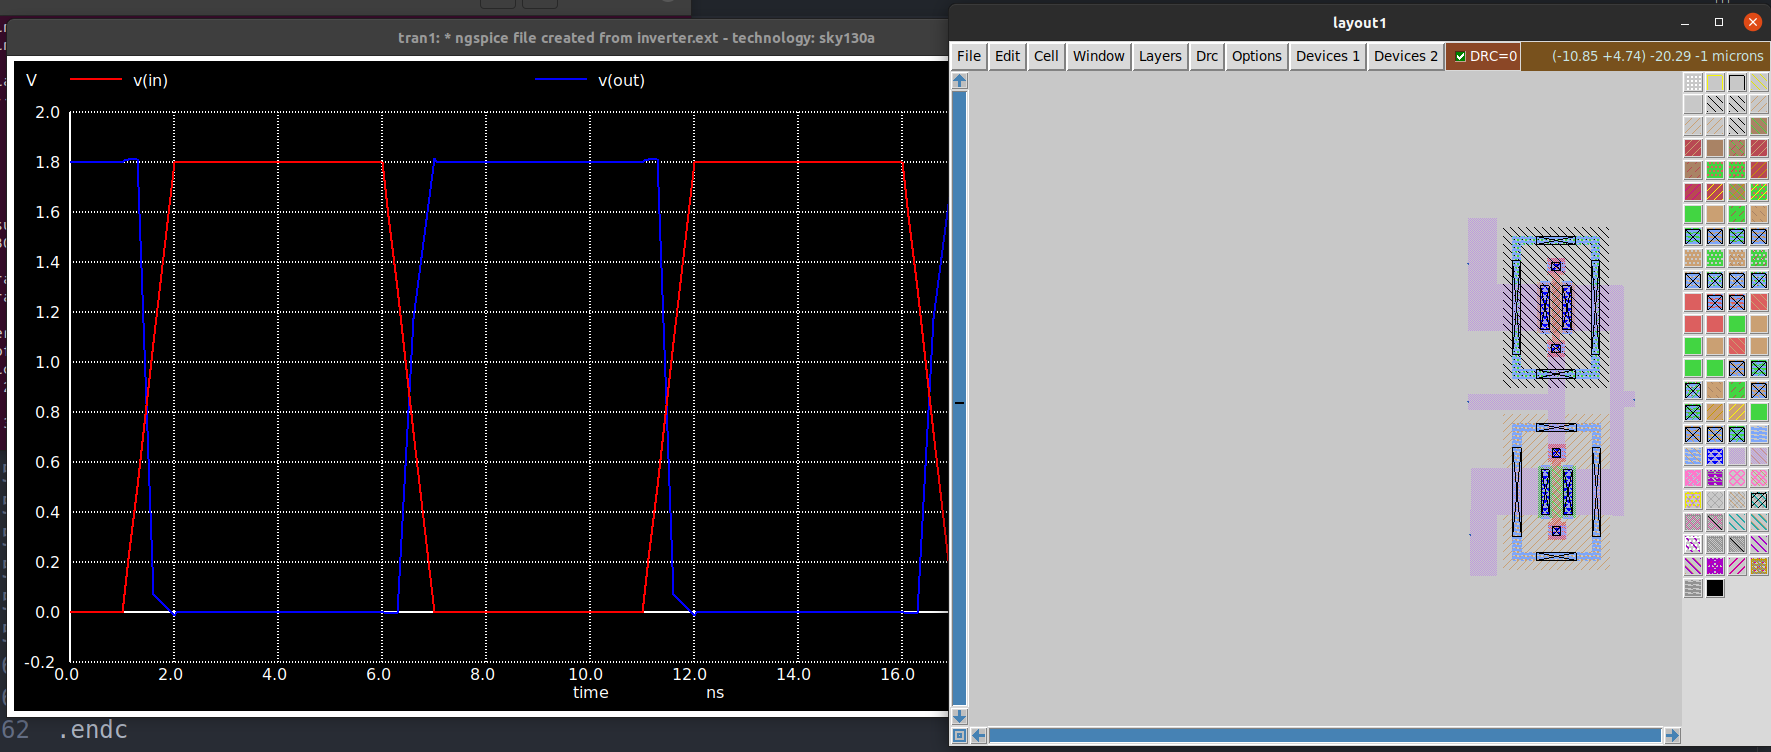 tran1: * ngspice file created from inverter.ext - technology: sky130a
V
v(in)
v(out)
2.0
1.8
1.6
1.4
1.2
1.0
0.8
0.6
0.4
0.2
0.0
-0.2
0.0 2.0 4.0 6.0 8.0 10.0 12.0 14.0 16.0
time ns
62 .endc
layout1
File Edit Cell Window Layers Drc Options Devices 1 Devices 2 DRC=0 (-10.85 +4.74) -20.29 -1 microns